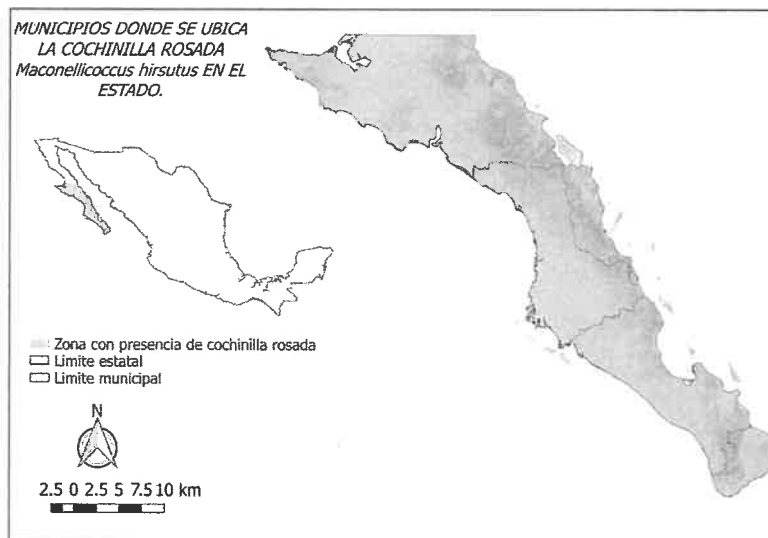 MUNICIPIOS DONDE SE UBICA
LA COCHINILLA ROSADA
Maconellicoccus hirsutus EN EL
ESTADO.
Zona con presencia de cochinilla rosada
Limite estatal
Limite municipal
N
2.5 0 2.5 5 7.5 10 km